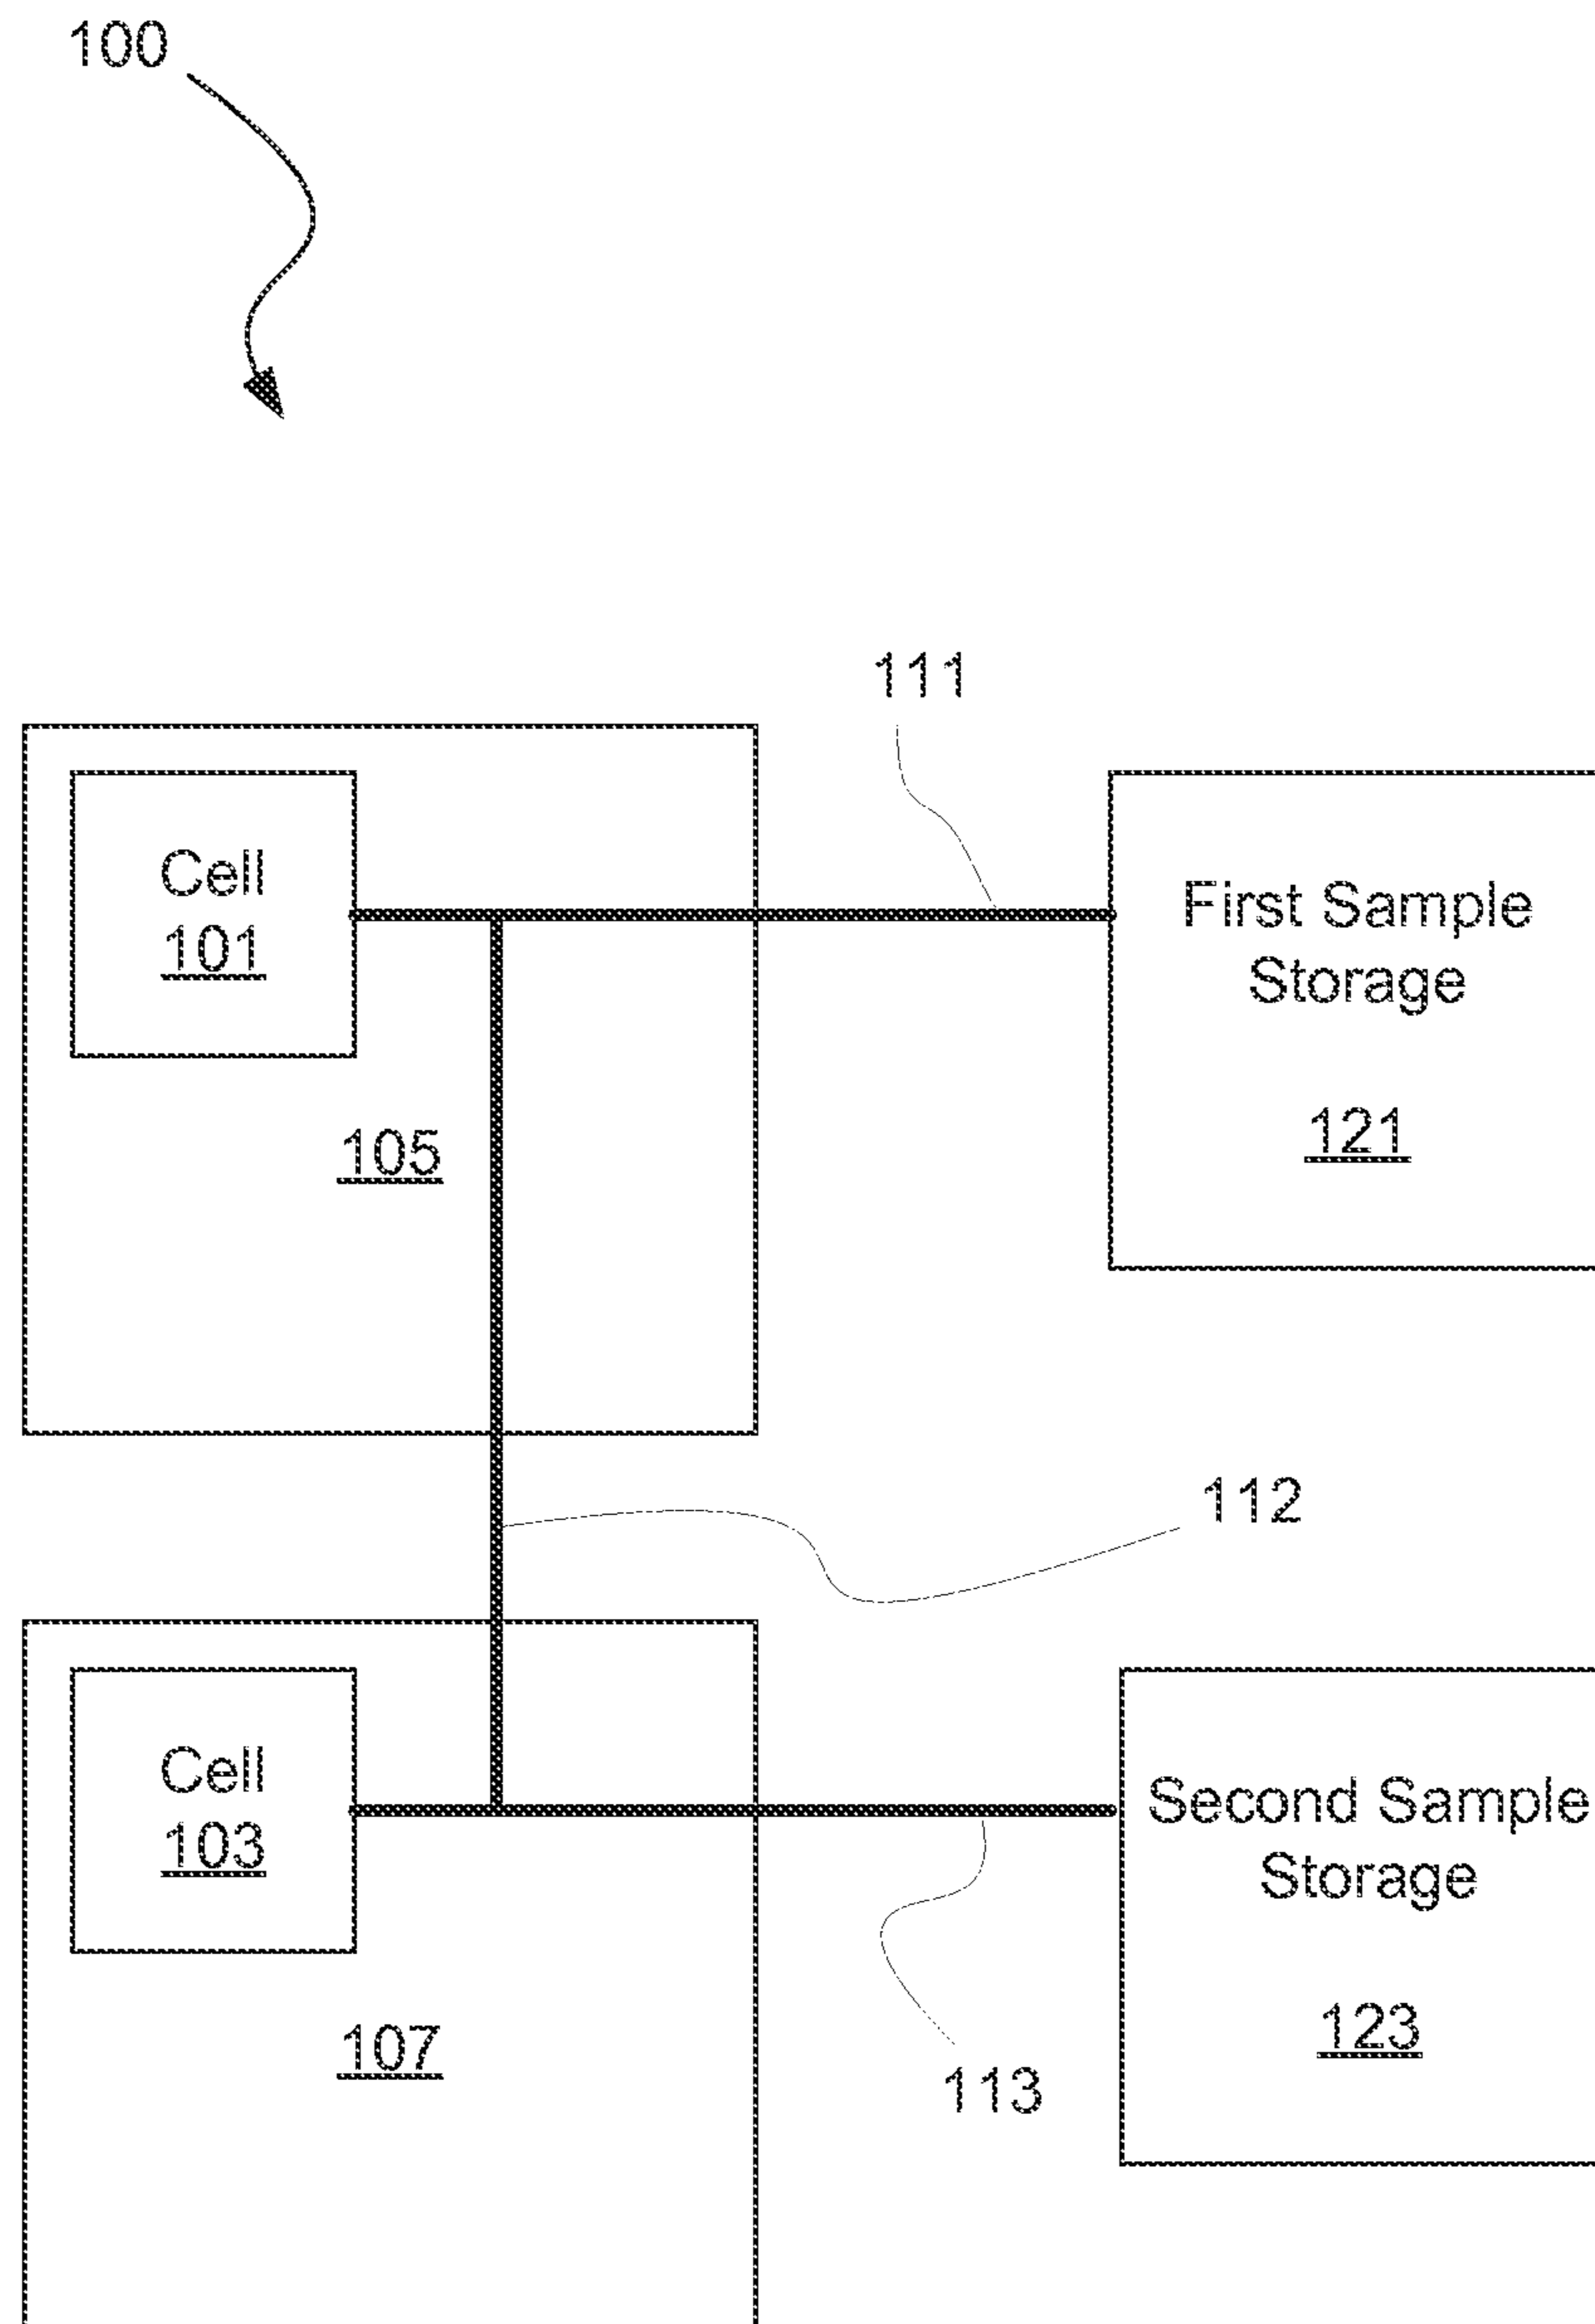 100
111
Cell
101
First Sample
Storage
121
105
112
Cell
103
Second Sample
Storage
123
107
113